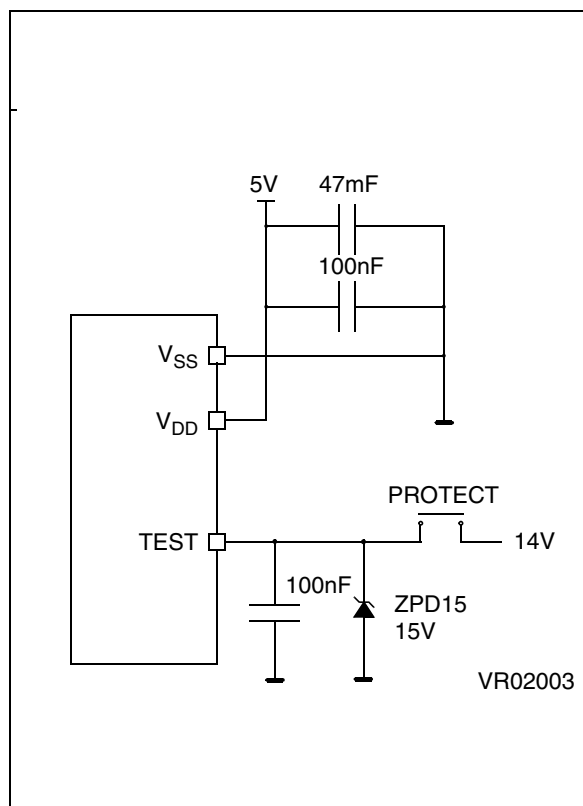 5V
47mF
100nF
VSS
VDD
PROTECT
TEST
14V
100nF
ZPD15
15V
VR02003